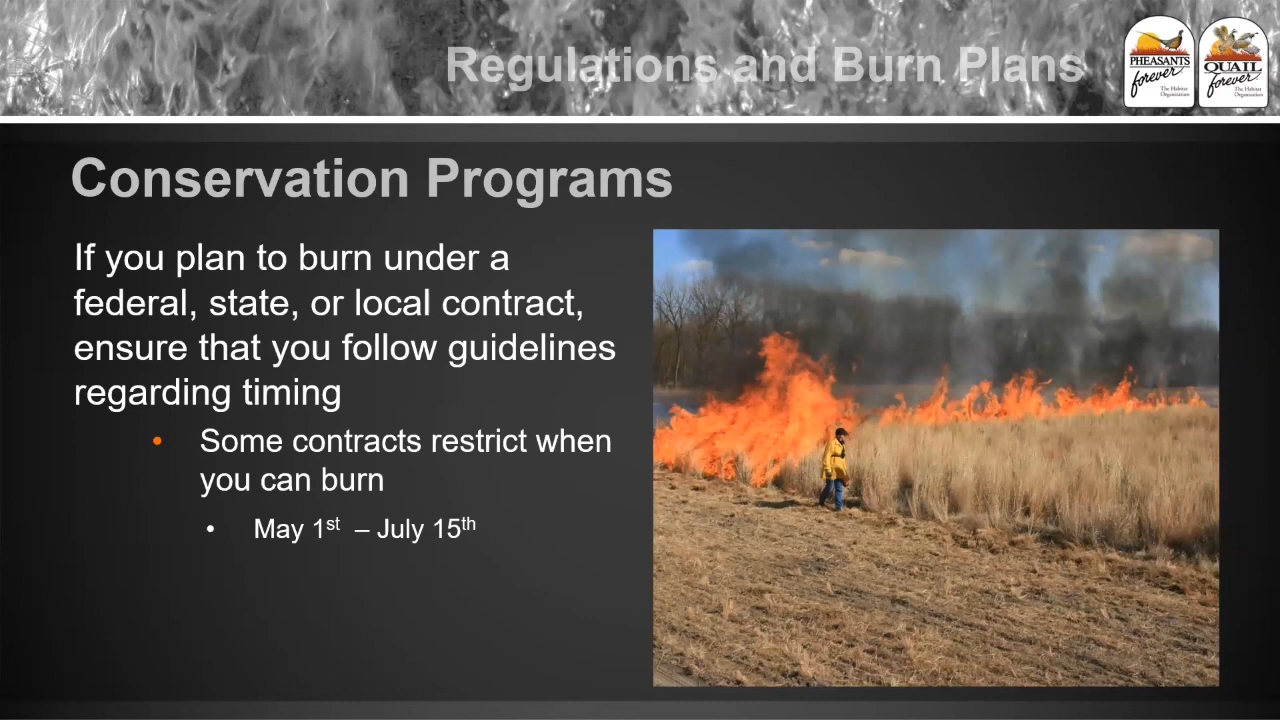 Regulations and Burn Plans
PHEASANTS
forever
The Habitat
Organization
QUAIL
forever
The Habitat
Organization
Conservation Programs
If you plan to burn under a
federal, state, or local contract,
ensure that you follow guidelines
regarding timing
• Some contracts restrict when
you can burn
• May 1st – July 15th